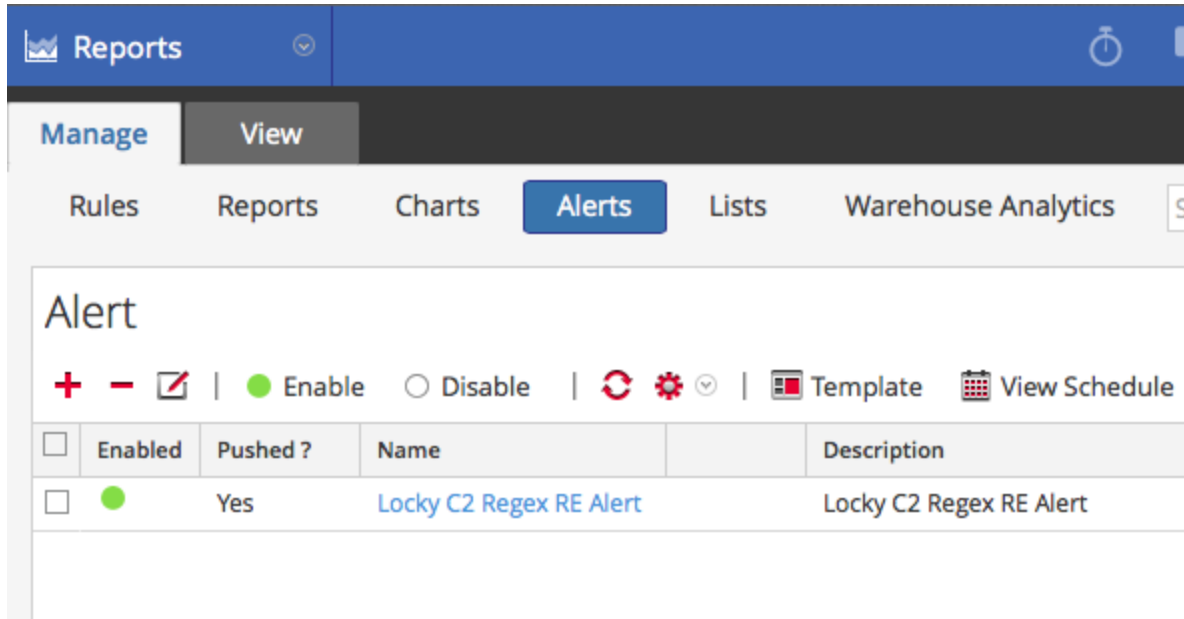 Reports
Manage View
Rules Reports Charts Alerts Lists Warehouse Analytics S
Alert
Enable Disable Template View Schedule
Enabled Pushed ? Name Description
Yes Locky C2 Regex RE Alert Locky C2 Regex RE Alert